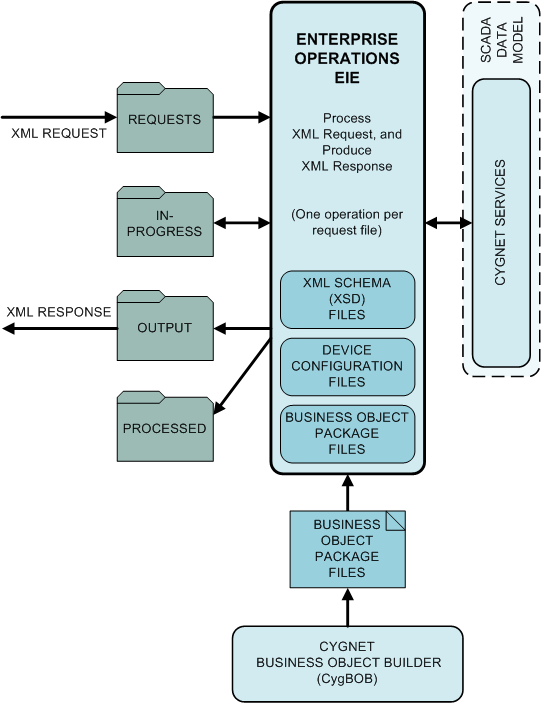 ENTERPRISE
OPERATIONS
EIE
Process
XML Request, and
Produce
XML Response
(One operation per
request file)
XML SCHEMA
(XSD)
FILES
DEVICE
CONFIGURATION
FILES
BUSINESS OBJECT
PACKAGE
FILES
XML REQUEST
REQUESTS
IN-
PROGRESS
XML RESPONSE
OUTPUT
PROCESSED
SCADA
DATA
MODEL
CYGNET SERVICES
BUSINESS
OBJECT
PACKAGE
FILES
CYGNET
BUSINESS OBJECT BUILDER
(CygBOB)